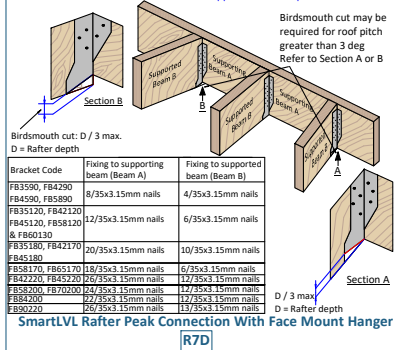 Birdsmouth cut may be
required for roof pitch
greater than 3 deg
Refer to Section A or B
Supported
Beam B
Supporting
Beam A
Supported
Beam B
Supporting
Beam A
Supported
Beam B
Section B
B
A
Birdsmouth cut: D / 3 max.
D = Rafter depth
Bracket Code
Fixing to supporting
beam (Beam A)
Fixing to supported
beam (Beam B)
FB3590, FB4290
FB4590, FB5890
8/35x3.15mm nails
4/35x3.15mm nails
FB35120, FB42120
FB45120, FB58120
& FB60130
12/35x3.15mm nails
6/35x3.15mm nails
FB35180, FB42170
FB45180
20/35x3.15mm nails
10/35x3.15mm nails
FB58170, FB65170 18/35x3.15mm nails 6/35x3.15mm nails
FB42220, FB45220 26/35x3.15mm nails 12/35x3.15mm nails
FB58200, FB70200 24/35x3.15mm nails 12/35x3.15mm nails
FB84200 22/35x3.15mm nails 12/35x3.15mm nails
FB90220 26/35x3.15mm nails 13/35x3.15mm nails
Section A
D / 3 max
D = Rafter depth
SmartLVL Rafter Peak Connection With Face Mount Hanger
R7D